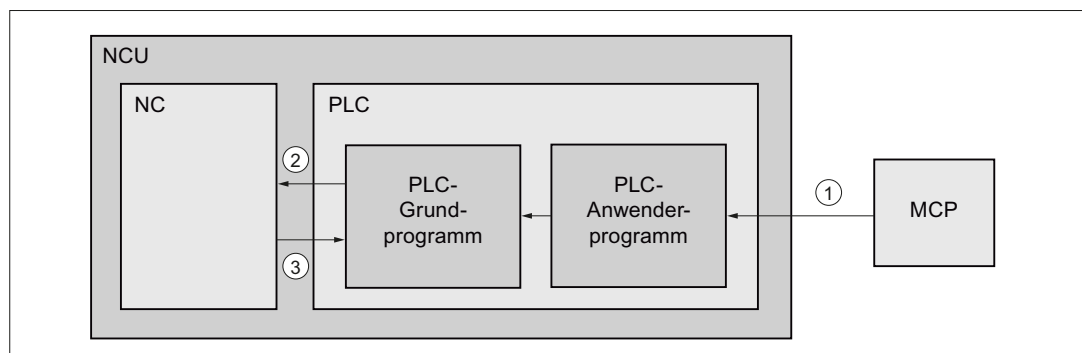 NCU
NC
PLC
2
PLC-
Grund-
programm
PLC-
Anwender-
programm
1
MCP
3